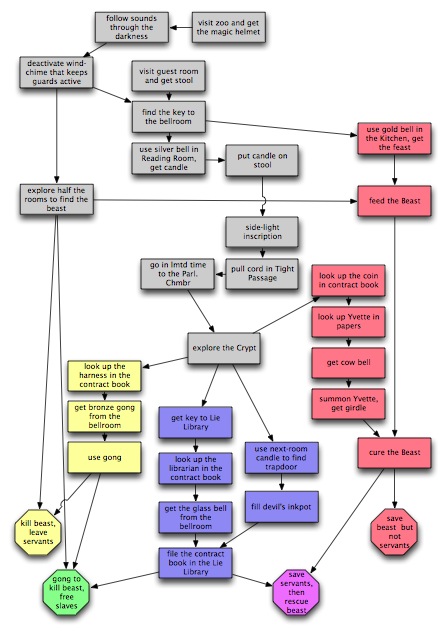 follow sounds
through the
darkness
visit zoo and get
the magic helmet
deactivate wind-
chime that keeps
guards active
visit guest room
and get stool
find the key to
the bellroom
use gold bell in
the Kitchen, get
the feast
use silver bell in
Reading Room,
get candle
put candle on
stool
explore half the
rooms to find the
beast
feed the Beast
side-light
inscription
go in lmtd time
to the Parl.
Chmbr
pull cord in Tight
Passage
look up the coin
in contract book
look up Yvette in
papers
explore the Crypt
get cow bell
look up the
harness in the
contract book
summon Yvette,
get girdle
get bronze gong
from the
bellroom
get key to Lie
Library
use gong
look up the
librarian in the
contract book
use next-room
candle to find
trapdoor
cure the Beast
get the glass bell
from the
bellroom
fill devil's inkpot
kill beast,
leave
servants
save
beast but
not
servants
file the contract
book in the Lie
Library
gong to
kill beast,
free
slaves
save
servants,
then
rescue
beast